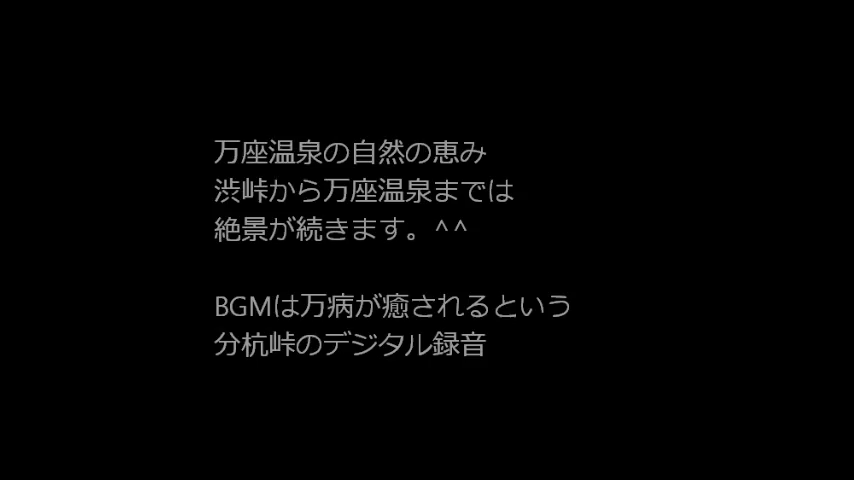 万座温泉の自然の恵み
渋峠から万座温泉までは
絶景が続きます。^^
BGMは万病が癒されるという
分杭峠のデジタル録音